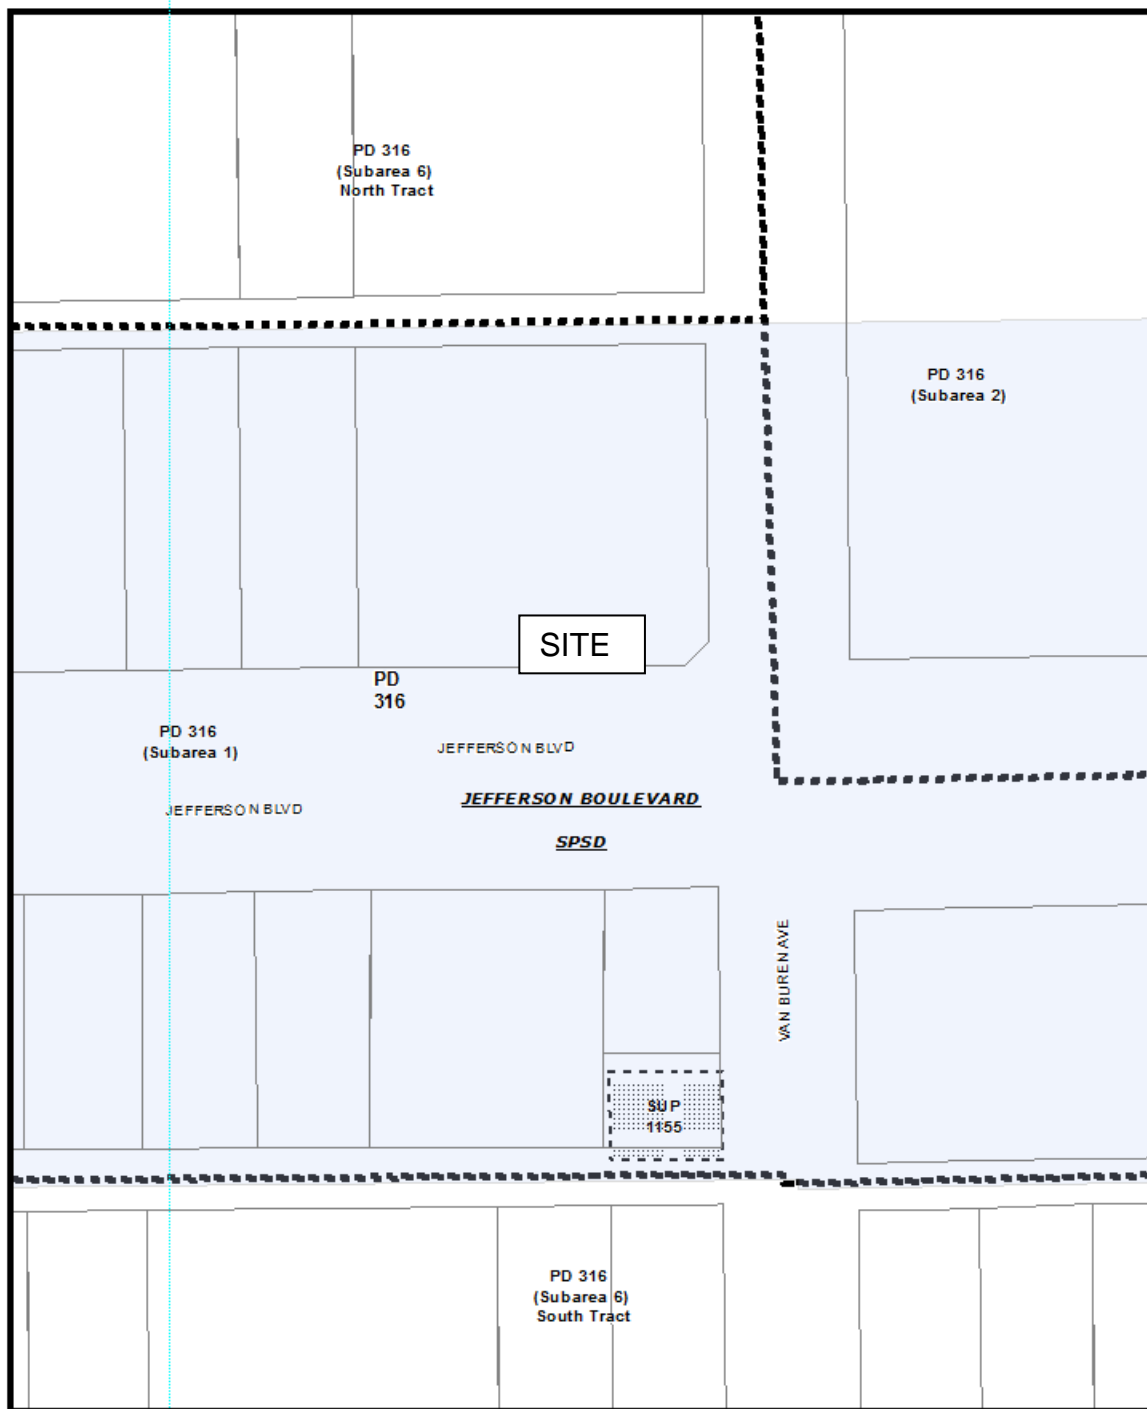 PD 316
(Subarea 6)
North Tract
PD 316
(Subarea 2)
SITE
PD
316
PD 316
(Subarea 1)
JEFFERSON BLVD
JEFFERSON BLVD
JEFFERSON BOULEVARD
SPSD
VAN BUREN AVE
SUP
1155
PD 316
(Subarea 6)
South Tract